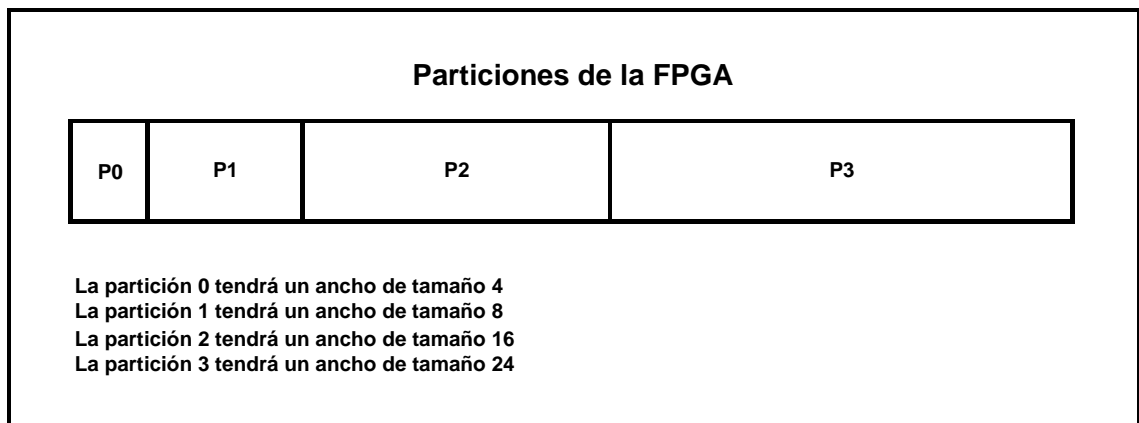 Particiones de la FPGA
P0 P1 P2 P3
La partición 0 tendrá un ancho de tamaño 4
La partición 1 tendrá un ancho de tamaño 8
La partición 2 tendrá un ancho de tamaño 16
La partición 3 tendrá un ancho de tamaño 24